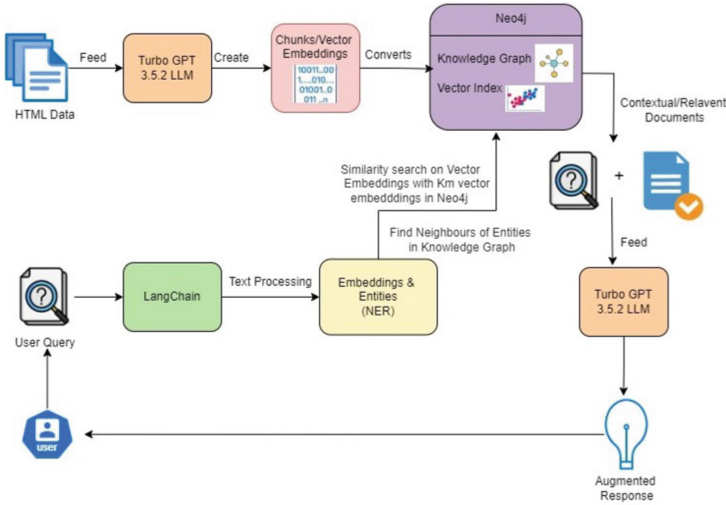 Neo4j
Feed
Turbo GPT
3.5.2 LLM
Create
Chunks/Vector
Embeddings
10011..00
1....010...
01001..0
011 ..n
Converts
Knowledge Graph
Vector Index
HTML Data
Contextual/Relavent
Documents
Similarity search on Vector
Embeddings with Km vector
embedddings in Neo4j
+
Find Neighbours of Entities
in Knowledge Graph
Feed
?
?
LangChain
Text Processing
Embeddings &
Entities
(NER)
Turbo GPT
3.5.2 LLM
User Query
user
Augmented
Response